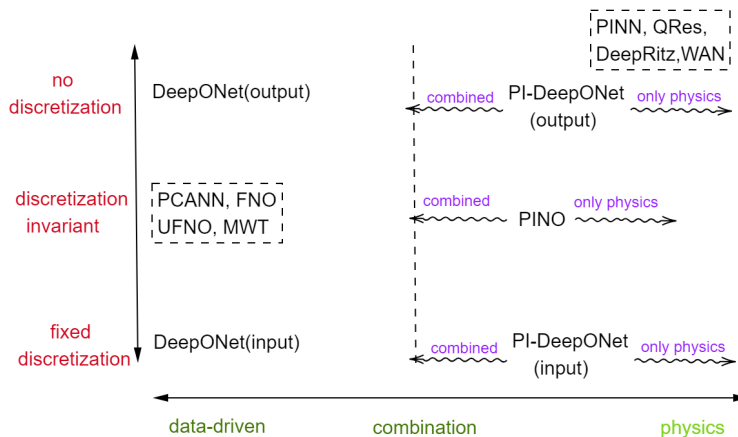 PINN, QRes,
DeepRitz,WAN
no
discretization
DeepONet(output)
combined
PI-DeepONet
(output)
only physics
discretization
invariant
PCANN, FNO
UFNO, MWT
combined
PINO
only physics
fixed
discretization
DeepONet(input)
combined
PI-DeepONet
(input)
only physics
data-driven
combination
physics